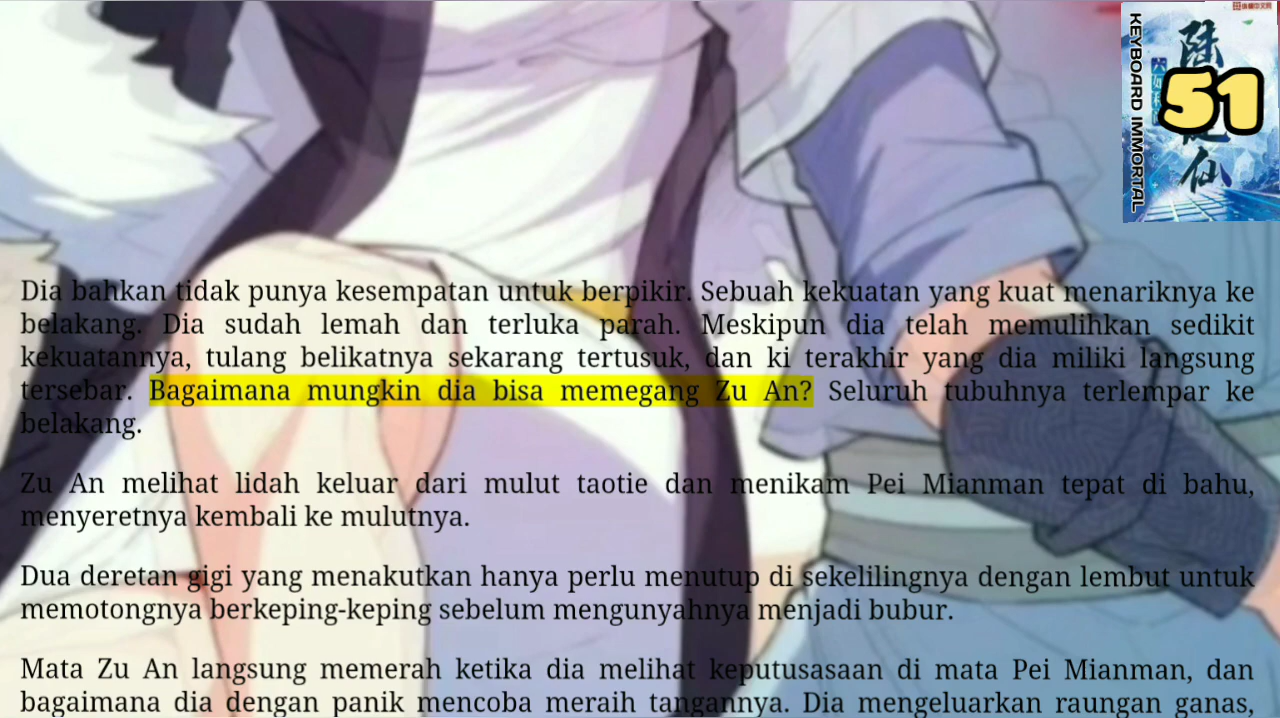 KEYBOARD IMMORTAL
51
Dia bahkan tidak punya kesempatan untuk berpikir. Sebuah kekuatan yang kuat menariknya ke
belakang. Dia sudah lemah dan terluka parah. Meskipun dia telah memulihkan sedikit
kekuatannya, tulang belikatnya sekarang tertusuk, dan ki terakhir yang dia miliki langsung
tersebar. Bagaimana mungkin dia bisa memegang Zu An? Seluruh tubuhnya terlempar ke
belakang.
Zu An melihat lidah keluar dari mulut taotie dan menikam Pei Mianman tepat di bahu,
menyeretnya kembali ke mulutnya.
Dua deretan gigi yang menakutkan hanya perlu menutup di sekelilingnya dengan lembut untuk
memotongnya berkeping-keping sebelum mengunyahnya menjadi bubur.
Mata Zu An langsung memerah ketika dia melihat keputusasaan di mata Pei Mianman, dan
bagaimana dia dengan panik mencoba meraih tangannya. Dia mengeluarkan raungan ganas,